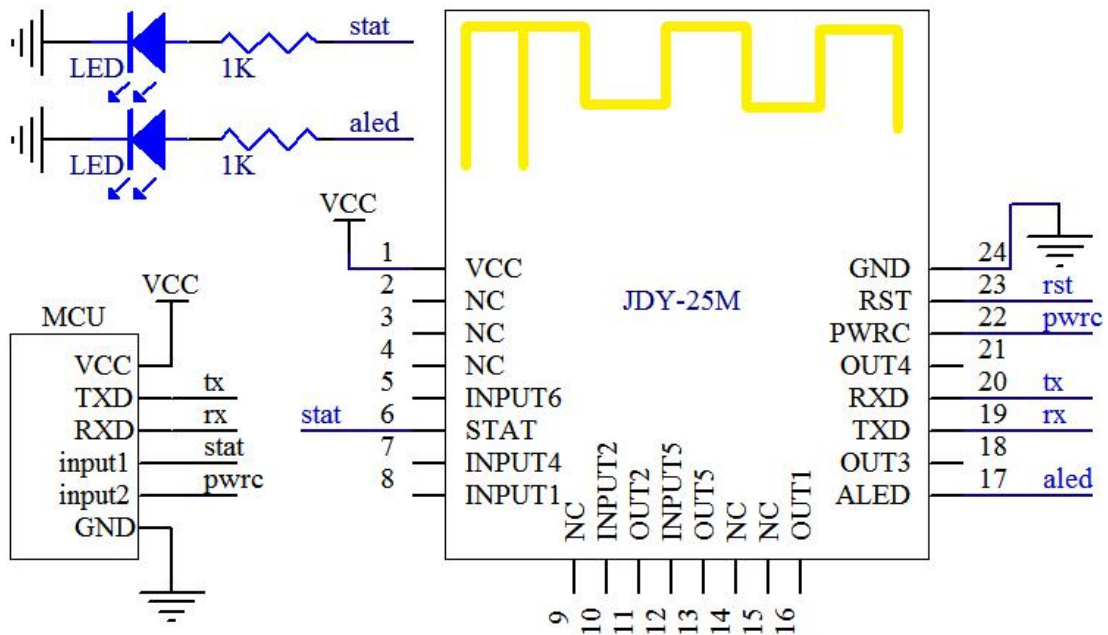 stat
LED 1K
aled
LED 1K
VCC
1 VCC GND 24
2 NC RST 23 rst
JDY-25M
3 NC PWRC 22 pwrc
4 NC OUT4 21
5 INPUT6 RXD 20 tx
stat 6 STAT TXD 19 rx
7 INPUT4 OUT3 18
8 INPUT1 ALED 17 aled
NC INPUT2 OUT2 INPUT5 OUT5 NC NC OUT1
9 10 11 12 13 14 15 16
VCC
MCU
VCC
TXD tx
RXD rx
input1 stat
input2 pwrc
GND